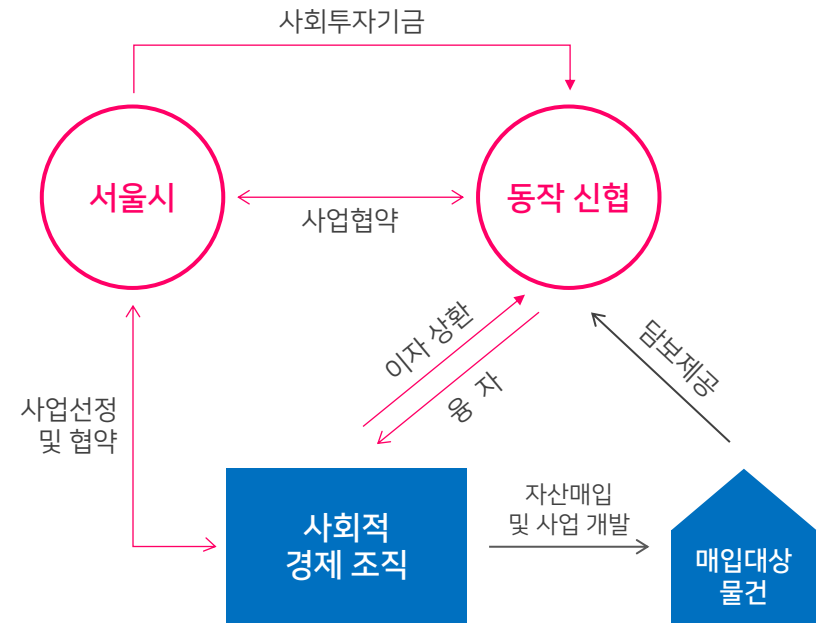 사회투자기금
서울시
동작 신협
사업협약
이자 상환
융 자
담보제공
사업선정
및 협약
사회적
경제 조직
자산매입
및 사업 개발
매입대상
물건